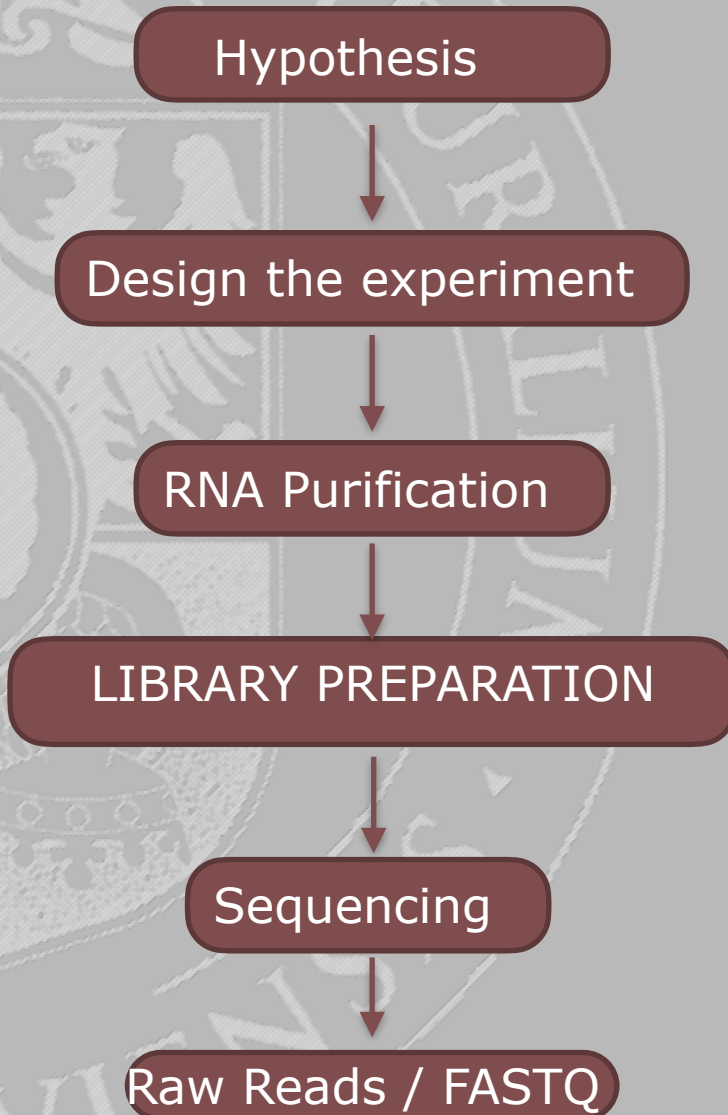 Hypothesis
Design the experiment
RNA Purification
LIBRARY PREPARATION
Sequencing
Raw Reads / FASTQ